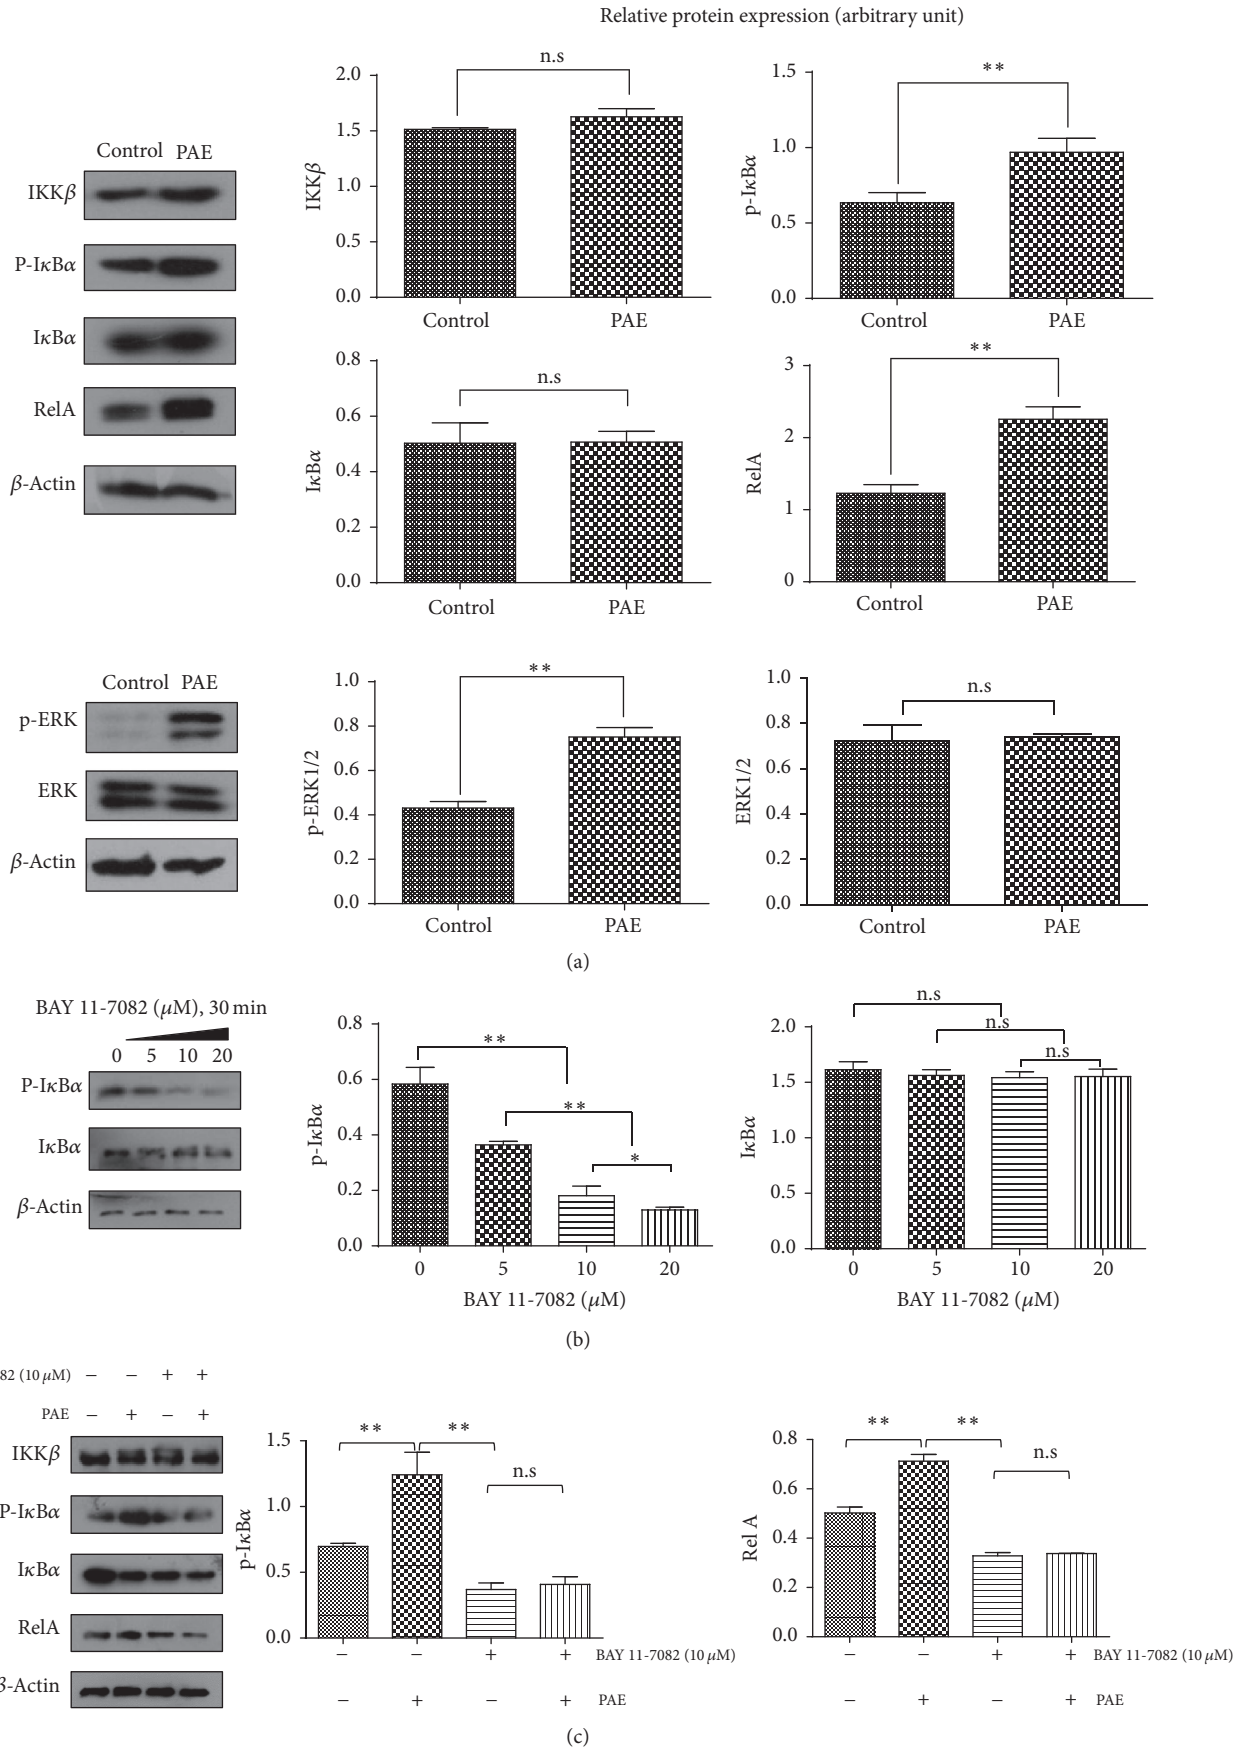 Relative protein expression (arbitrary unit)
Control PAE
IKKβ
P-IκBα
IκBα
RelA
β-Actin
n.s
2.0
1.5
1.0
0.5
0.0
IKKβ
Control PAE
**
1.5
1.0
0.5
0.0
p-IκBα
Control PAE
n.s
0.8
0.6
0.4
0.2
0.0
IκBα
Control PAE
**
3
2
1
0
RelA
Control PAE
Control PAE
p-ERK
ERK
β-Actin
**
1.0
0.8
0.6
0.4
0.2
0.0
p-ERK1/2
Control PAE
n.s
1.0
0.8
0.6
0.4
0.2
0.0
ERK1/2
Control PAE
(a)
BAY 11-7082 (μM), 30 min
0 5 10 20
P-IκBα
IκBα
β-Actin
**
**
*
0.8
0.6
0.4
0.2
0.0
p-IκBα
0 5 10 20
BAY 11-7082 (μM)
n.s
n.s
n.s
2.0
1.5
1.0
0.5
0.0
IκBα
0 5 10 20
BAY 11-7082 (μM)
(b)
82 (10 μM) − − + +
PAE − + − +
IKKβ
P-IκBα
IκBα
RelA
β-Actin
** **
n.s
1.5
1.0
0.5
0.0
p-IκBα
− − + + BAY 11-7082 (10 μM)
− + − + PAE
** **
n.s
0.8
0.6
0.4
0.2
0.0
Rel A
− − + + BAY 11-7082 (10 μM)
− + − + PAE
(c)